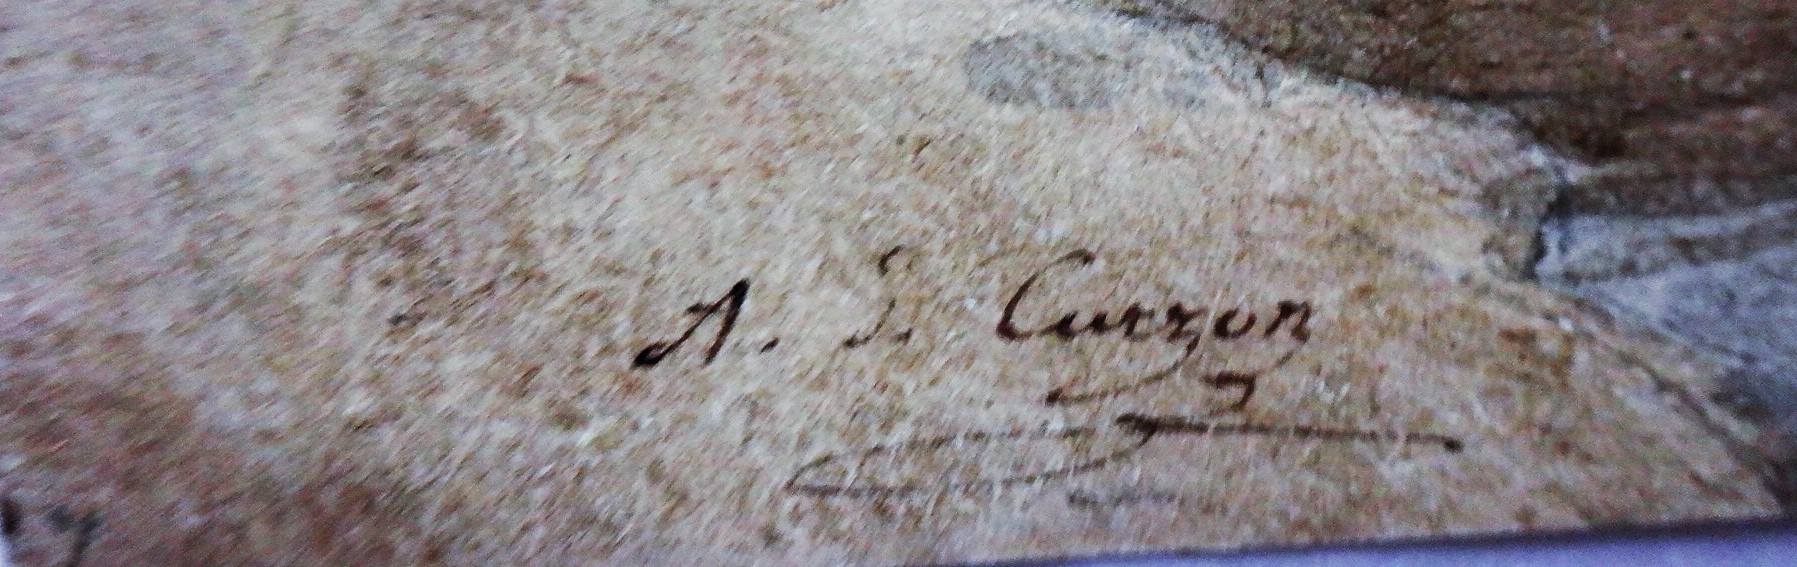 A. D. Curzon